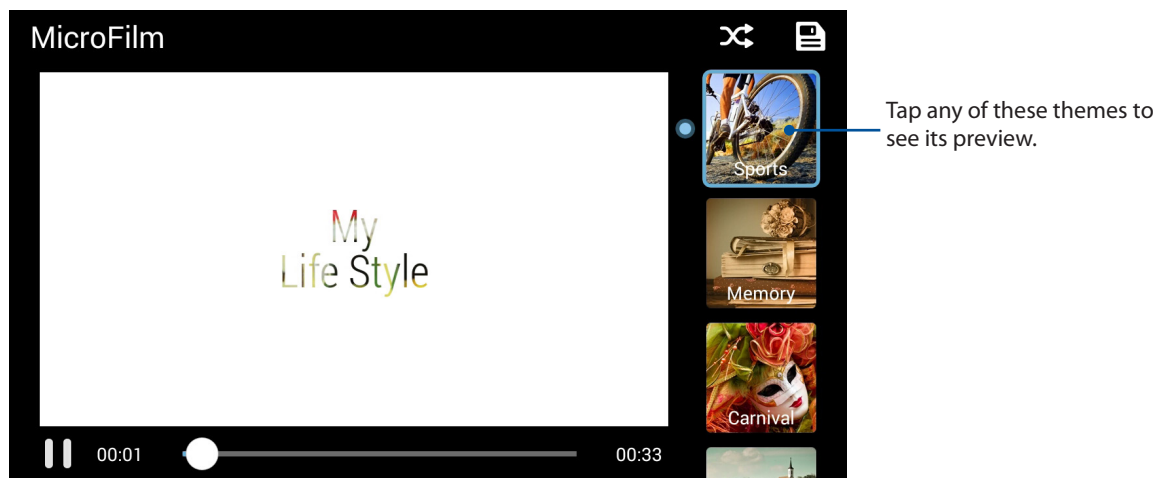 MicroFilm
My
Life Style
00:01
00:33
Sports
Memory
Carnival
Tap any of these themes to
see its preview.